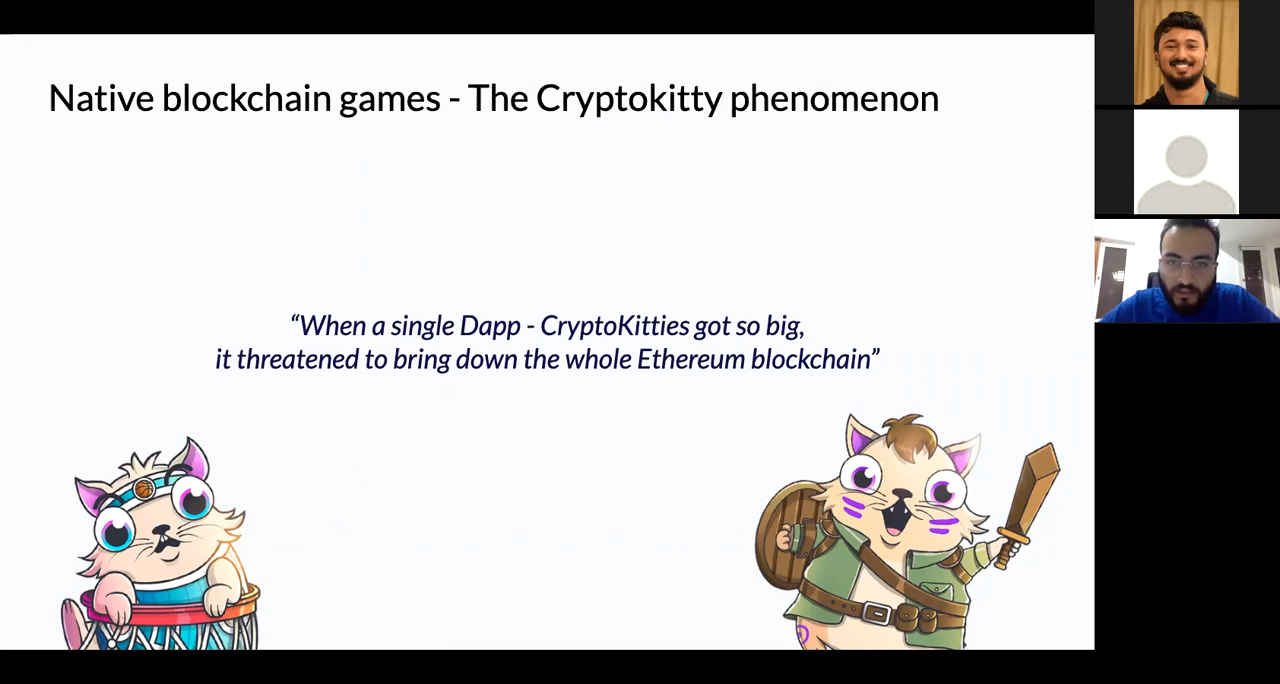 Native blockchain games - The Cryptokitty phenomenon
“When a single Dapp - CryptoKitties got so big,
it threatened to bring down the whole Ethereum blockchain”